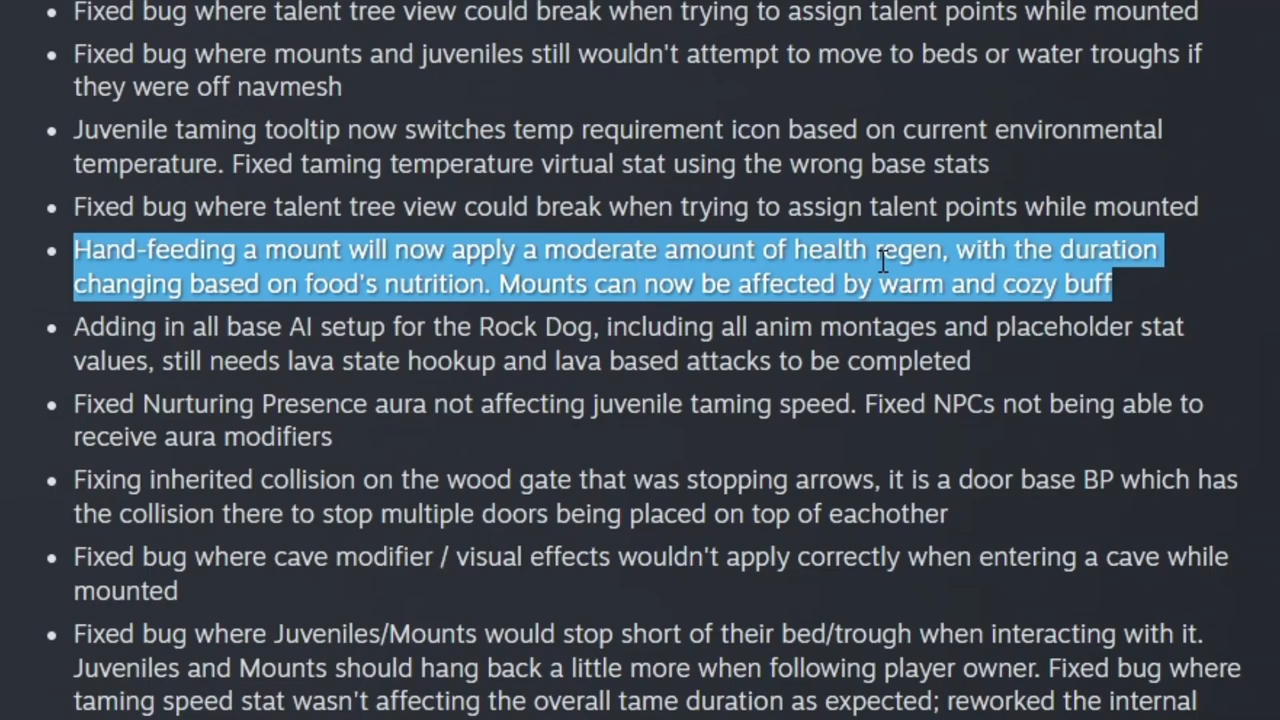 • Fixed bug where talent tree view could break when trying to assign talent points while mounted
• Fixed bug where mounts and juveniles still wouldn't attempt to move to beds or water troughs if
they were off navmesh
• Juvenile taming tooltip now switches temp requirement icon based on current environmental
temperature. Fixed taming temperature virtual stat using the wrong base stats
• Fixed bug where talent tree view could break when trying to assign talent points while mounted
• Hand-feeding a mount will now apply a moderate amount of health regen, with the duration
changing based on food's nutrition. Mounts can now be affected by warm and cozy buff
• Adding in all base AI setup for the Rock Dog, including all anim montages and placeholder stat
values, still needs lava state hookup and lava based attacks to be completed
• Fixed Nurturing Presence aura not affecting juvenile taming speed. Fixed NPCs not being able to
receive aura modifiers
• Fixing inherited collision on the wood gate that was stopping arrows, it is a door base BP which has
the collision there to stop multiple doors being placed on top of eachother
• Fixed bug where cave modifier / visual effects wouldn't apply correctly when entering a cave while
mounted
• Fixed bug where Juveniles/Mounts would stop short of their bed/trough when interacting with it.
Juveniles and Mounts should hang back a little more when following player owner. Fixed bug where
taming speed stat wasn't affecting the overall tame duration as expected; reworked the internal